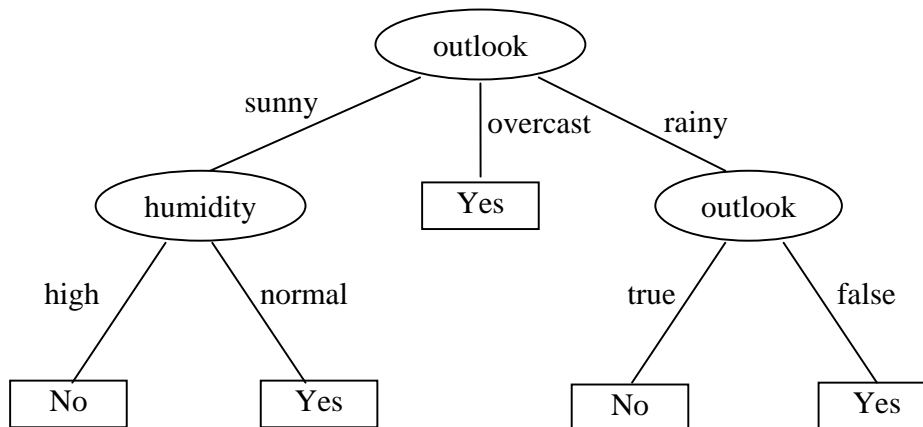 outlook
sunny
overcast
rainy
humidity
Yes
outlook
high
normal
true
false
No
Yes
No
Yes